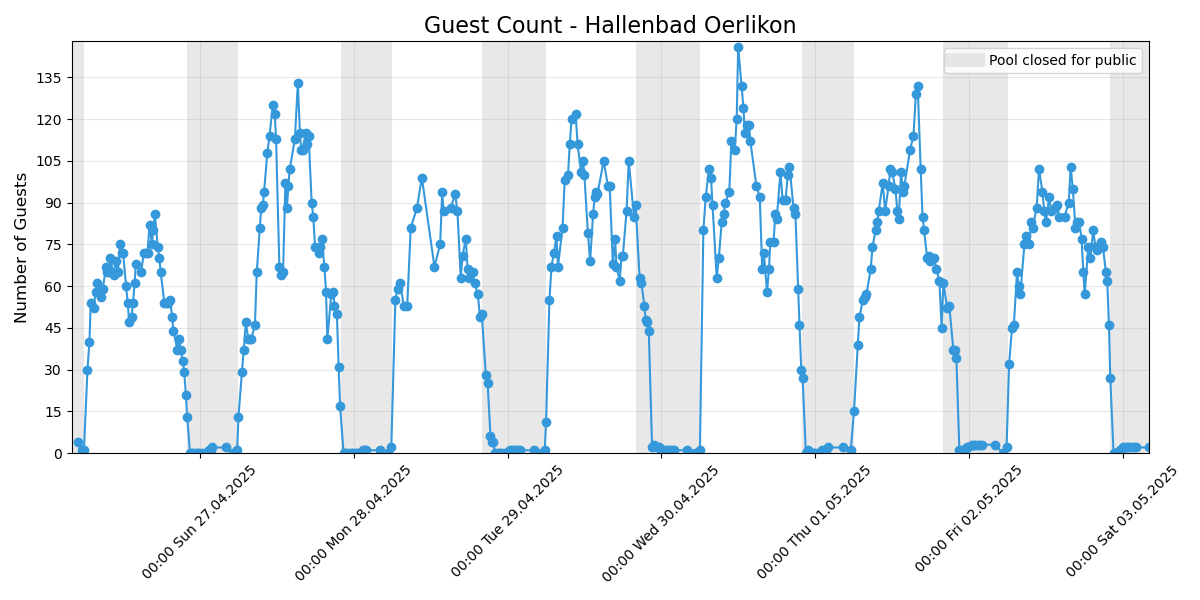 Guest Count - Hallenbad Oerlikon
Pool closed for public
Number of Guests
135
120
105
90
75
60
45
30
15
0
00:00 Sun 27.04.2025
00:00 Mon 28.04.2025
00:00 Tue 29.04.2025
00:00 Wed 30.04.2025
00:00 Thu 01.05.2025
00:00 Fri 02.05.2025
00:00 Sat 03.05.2025